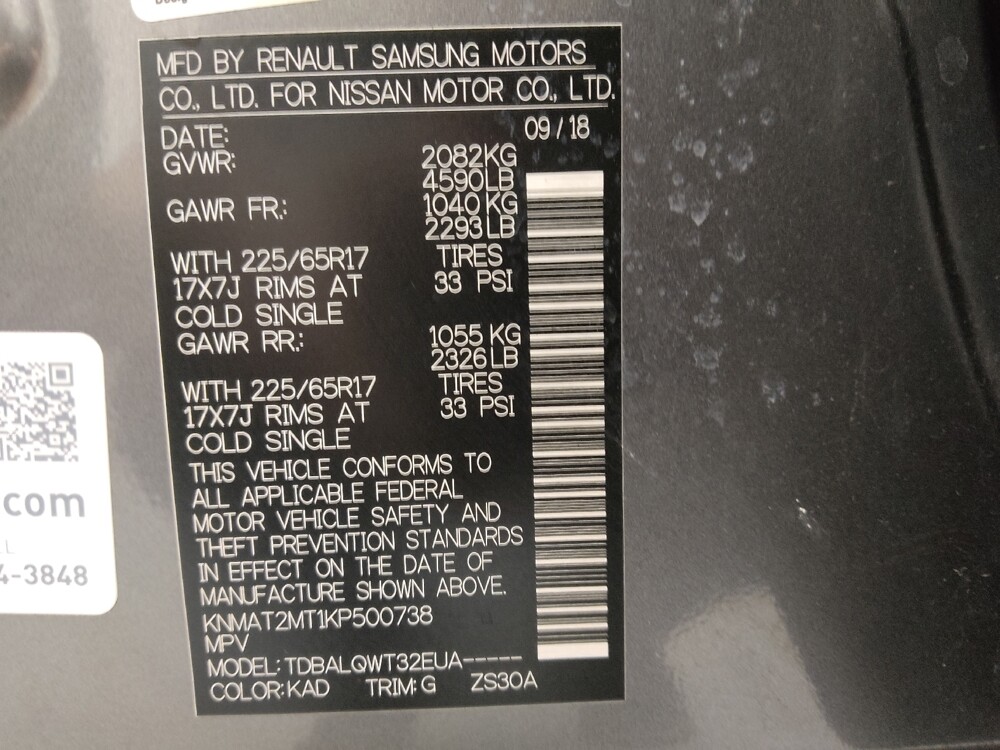 MFD BY RENAULT SAMSUNG MOTORS
CO., LTD. FOR NISSAN MOTOR CO., LTD.
DATE: 09 / 18
GVWR: 2082KG
4590LB
GAWR FR.: 1040 KG
2293 LB
WITH 225/65R17 TIRES
17X7J RIMS AT 33 PSI
COLD SINGLE
GAWR RR.: 1055 KG
2326 LB
WITH 225/65R17 TIRES
17X7J RIMS AT 33 PSI
COLD SINGLE
THIS VEHICLE CONFORMS TO
ALL APPLICABLE FEDERAL
MOTOR VEHICLE SAFETY AND
THEFT PREVENTION STANDARDS
IN EFFECT ON THE DATE OF
MANUFACTURE SHOWN ABOVE.
KNMAT2MT1KP500738
MPV
MODEL: TDBALQWT32EUA-----
COLOR: KAD TRIM: G ZS30A
.com
4-3848